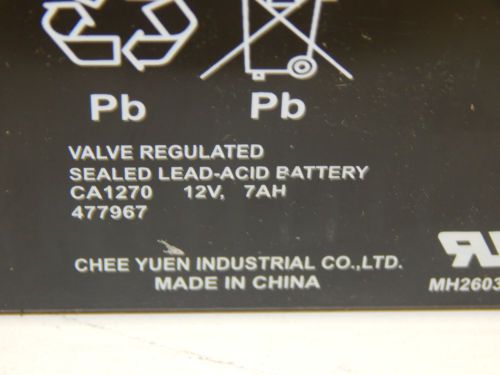 Pb Pb
VALVE REGULATED
SEALED LEAD-ACID BATTERY
CA1270 12V, 7AH
477967
CHEE YUEN INDUSTRIAL CO.,LTD.
MADE IN CHINA
MH2603